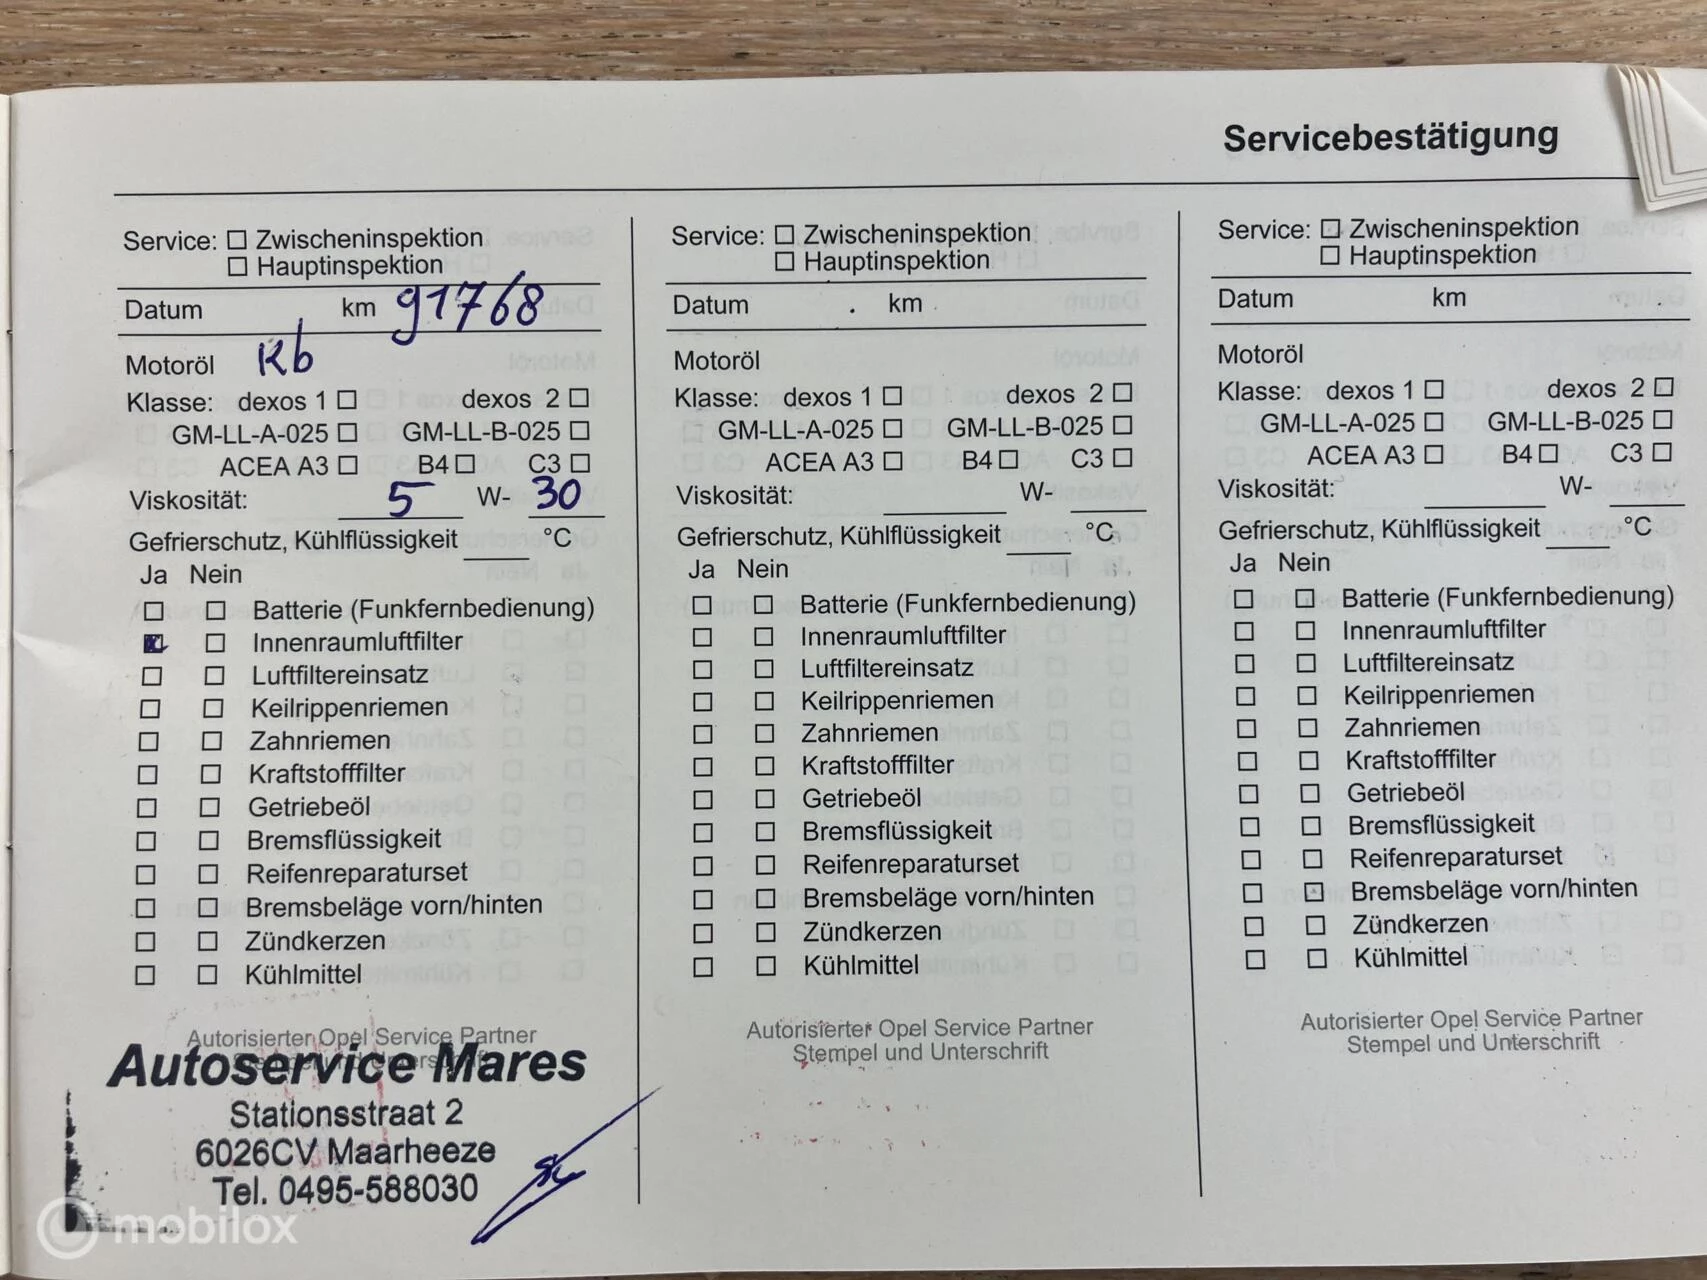 Servicebestätigung
Service: ☐ Zwischeninspektion
☐ Hauptinspektion
Datum km 91768
Motoröl Kb
Klasse: dexos 1 ☐ dexos 2 ☐
GM-LL-A-025 ☐ GM-LL-B-025 ☐
ACEA A3 ☐ B4 ☐ C3 ☐
Viskosität: 5 W- 30
Gefrierschutz, Kühlflüssigkeit °C
Ja Nein
☐ ☐ Batterie (Funkfernbedienung)
☒ ☐ Innenraumluftfilter
☐ ☐ Luftfiltereinsatz
☐ ☐ Keilrippenriemen
☐ ☐ Zahnriemen
☐ ☐ Kraftstofffilter
☐ ☐ Getriebeöl
☐ ☐ Bremsflüssigkeit
☐ ☐ Reifenreparaturset
☐ ☐ Bremsbeläge vorn/hinten
☐ ☐ Zündkerzen
☐ ☐ Kühlmittel
Autorisierter Opel Service Partner
Stempel und Unterschrift
Autoservice Mares
Stationsstraat 2
6026CV Maarheeze
Tel. 0495-588030
Service: ☐ Zwischeninspektion
☐ Hauptinspektion
Datum km
Motoröl
Klasse: dexos 1 ☐ dexos 2 ☐
GM-LL-A-025 ☐ GM-LL-B-025 ☐
ACEA A3 ☐ B4 ☐ C3 ☐
Viskosität: W-
Gefrierschutz, Kühlflüssigkeit °C
Ja Nein
☐ ☐ Batterie (Funkfernbedienung)
☐ ☐ Innenraumluftfilter
☐ ☐ Luftfiltereinsatz
☐ ☐ Keilrippenriemen
☐ ☐ Zahnriemen
☐ ☐ Kraftstofffilter
☐ ☐ Getriebeöl
☐ ☐ Bremsflüssigkeit
☐ ☐ Reifenreparaturset
☐ ☐ Bremsbeläge vorn/hinten
☐ ☐ Zündkerzen
☐ ☐ Kühlmittel
Autorisierter Opel Service Partner
Stempel und Unterschrift
Service: ☐ Zwischeninspektion
☐ Hauptinspektion
Datum km
Motoröl
Klasse: dexos 1 ☐ dexos 2 ☐
GM-LL-A-025 ☐ GM-LL-B-025 ☐
ACEA A3 ☐ B4 ☐ C3 ☐
Viskosität: W-
Gefrierschutz, Kühlflüssigkeit °C
Ja Nein
☐ ☐ Batterie (Funkfernbedienung)
☐ ☐ Innenraumluftfilter
☐ ☐ Luftfiltereinsatz
☐ ☐ Keilrippenriemen
☐ ☐ Zahnriemen
☐ ☐ Kraftstofffilter
☐ ☐ Getriebeöl
☐ ☐ Bremsflüssigkeit
☐ ☐ Reifenreparaturset
☐ ☐ Bremsbeläge vorn/hinten
☐ ☐ Zündkerzen
☐ ☐ Kühlmittel
Autorisierter Opel Service Partner
Stempel und Unterschrift
mobilox